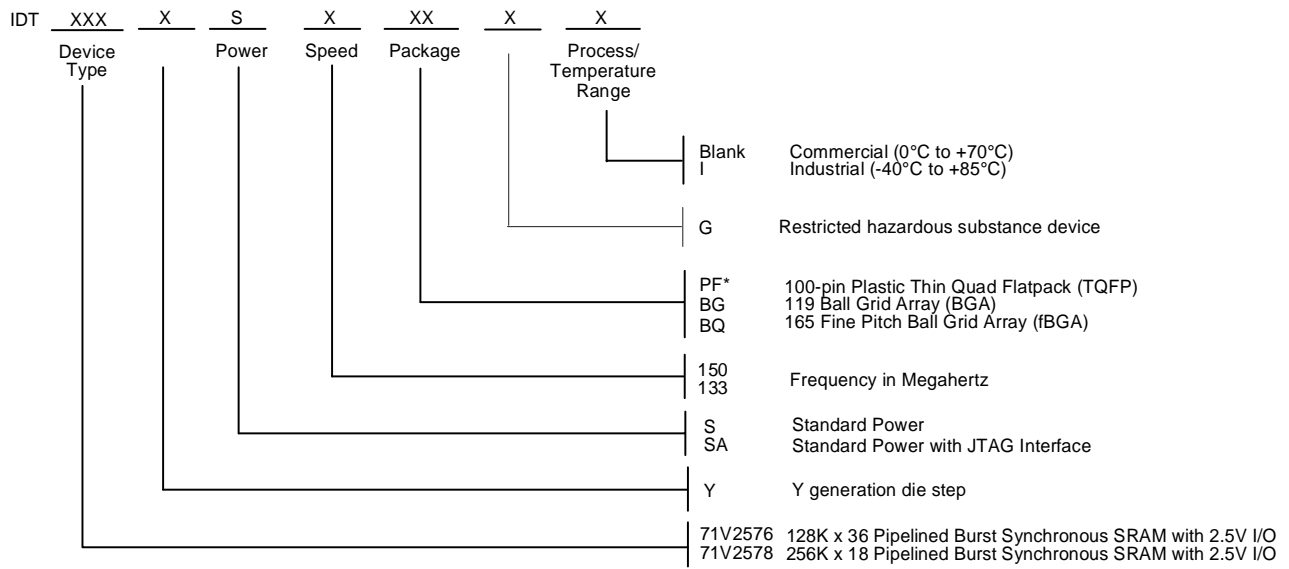 IDT XXX X S X XX X X
Device Type Power Speed Package Process/ Temperature Range
Blank Commercial (0°C to +70°C)
I Industrial (-40°C to +85°C)
G Restricted hazardous substance device
PF* 100-pin Plastic Thin Quad Flatpack (TQFP)
BG 119 Ball Grid Array (BGA)
BQ 165 Fine Pitch Ball Grid Array (fBGA)
150
133
Frequency in Megahertz
S Standard Power
SA Standard Power with JTAG Interface
Y Y generation die step
71V2576 128K x 36 Pipelined Burst Synchronous SRAM with 2.5V I/O
71V2578 256K x 18 Pipelined Burst Synchronous SRAM with 2.5V I/O